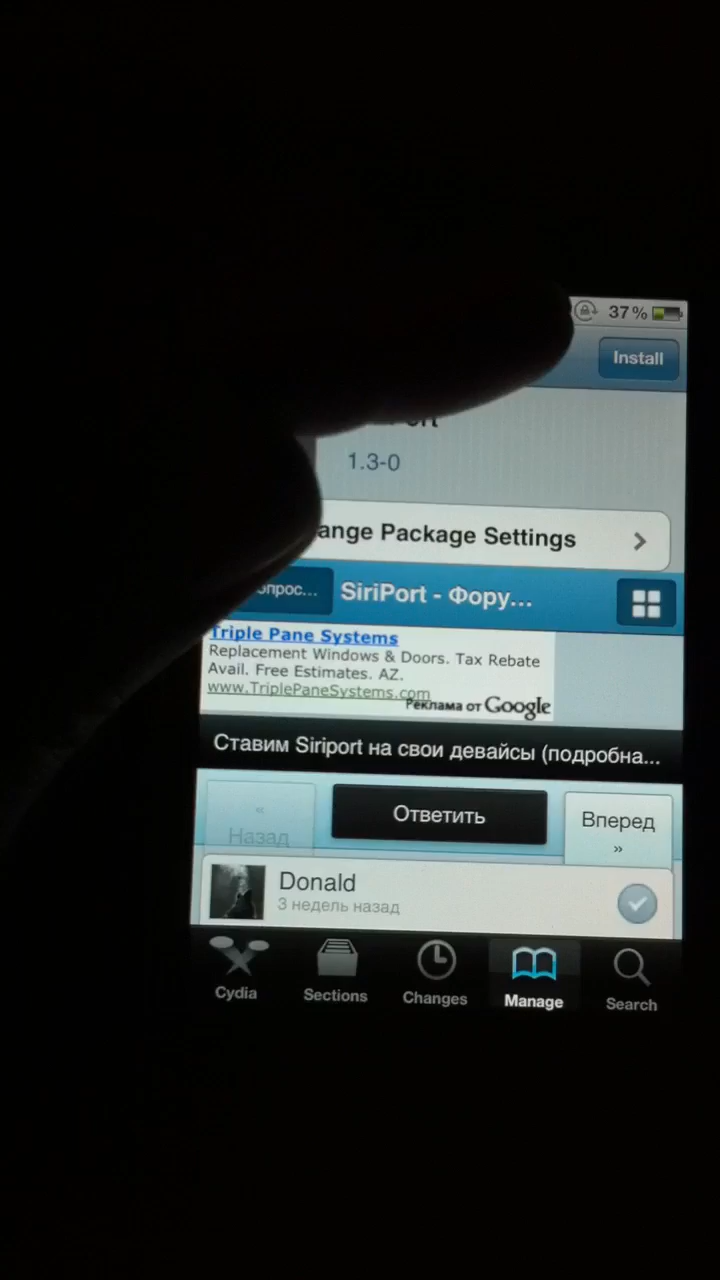 37%
Install
1.3-0
ange Package Settings
опрос...
SiriPort - Фору...
Triple Pane Systems
Replacement Windows & Doors. Tax Rebate
Avail. Free Estimates. AZ.
www.TriplePaneSystems.com
Реклама от Google
Ставим Siriport на свои девайсы (подробна...
«
Назад
Ответить
Вперед
»
Donald
3 недель назад
Cydia
Sections
Changes
Manage
Search